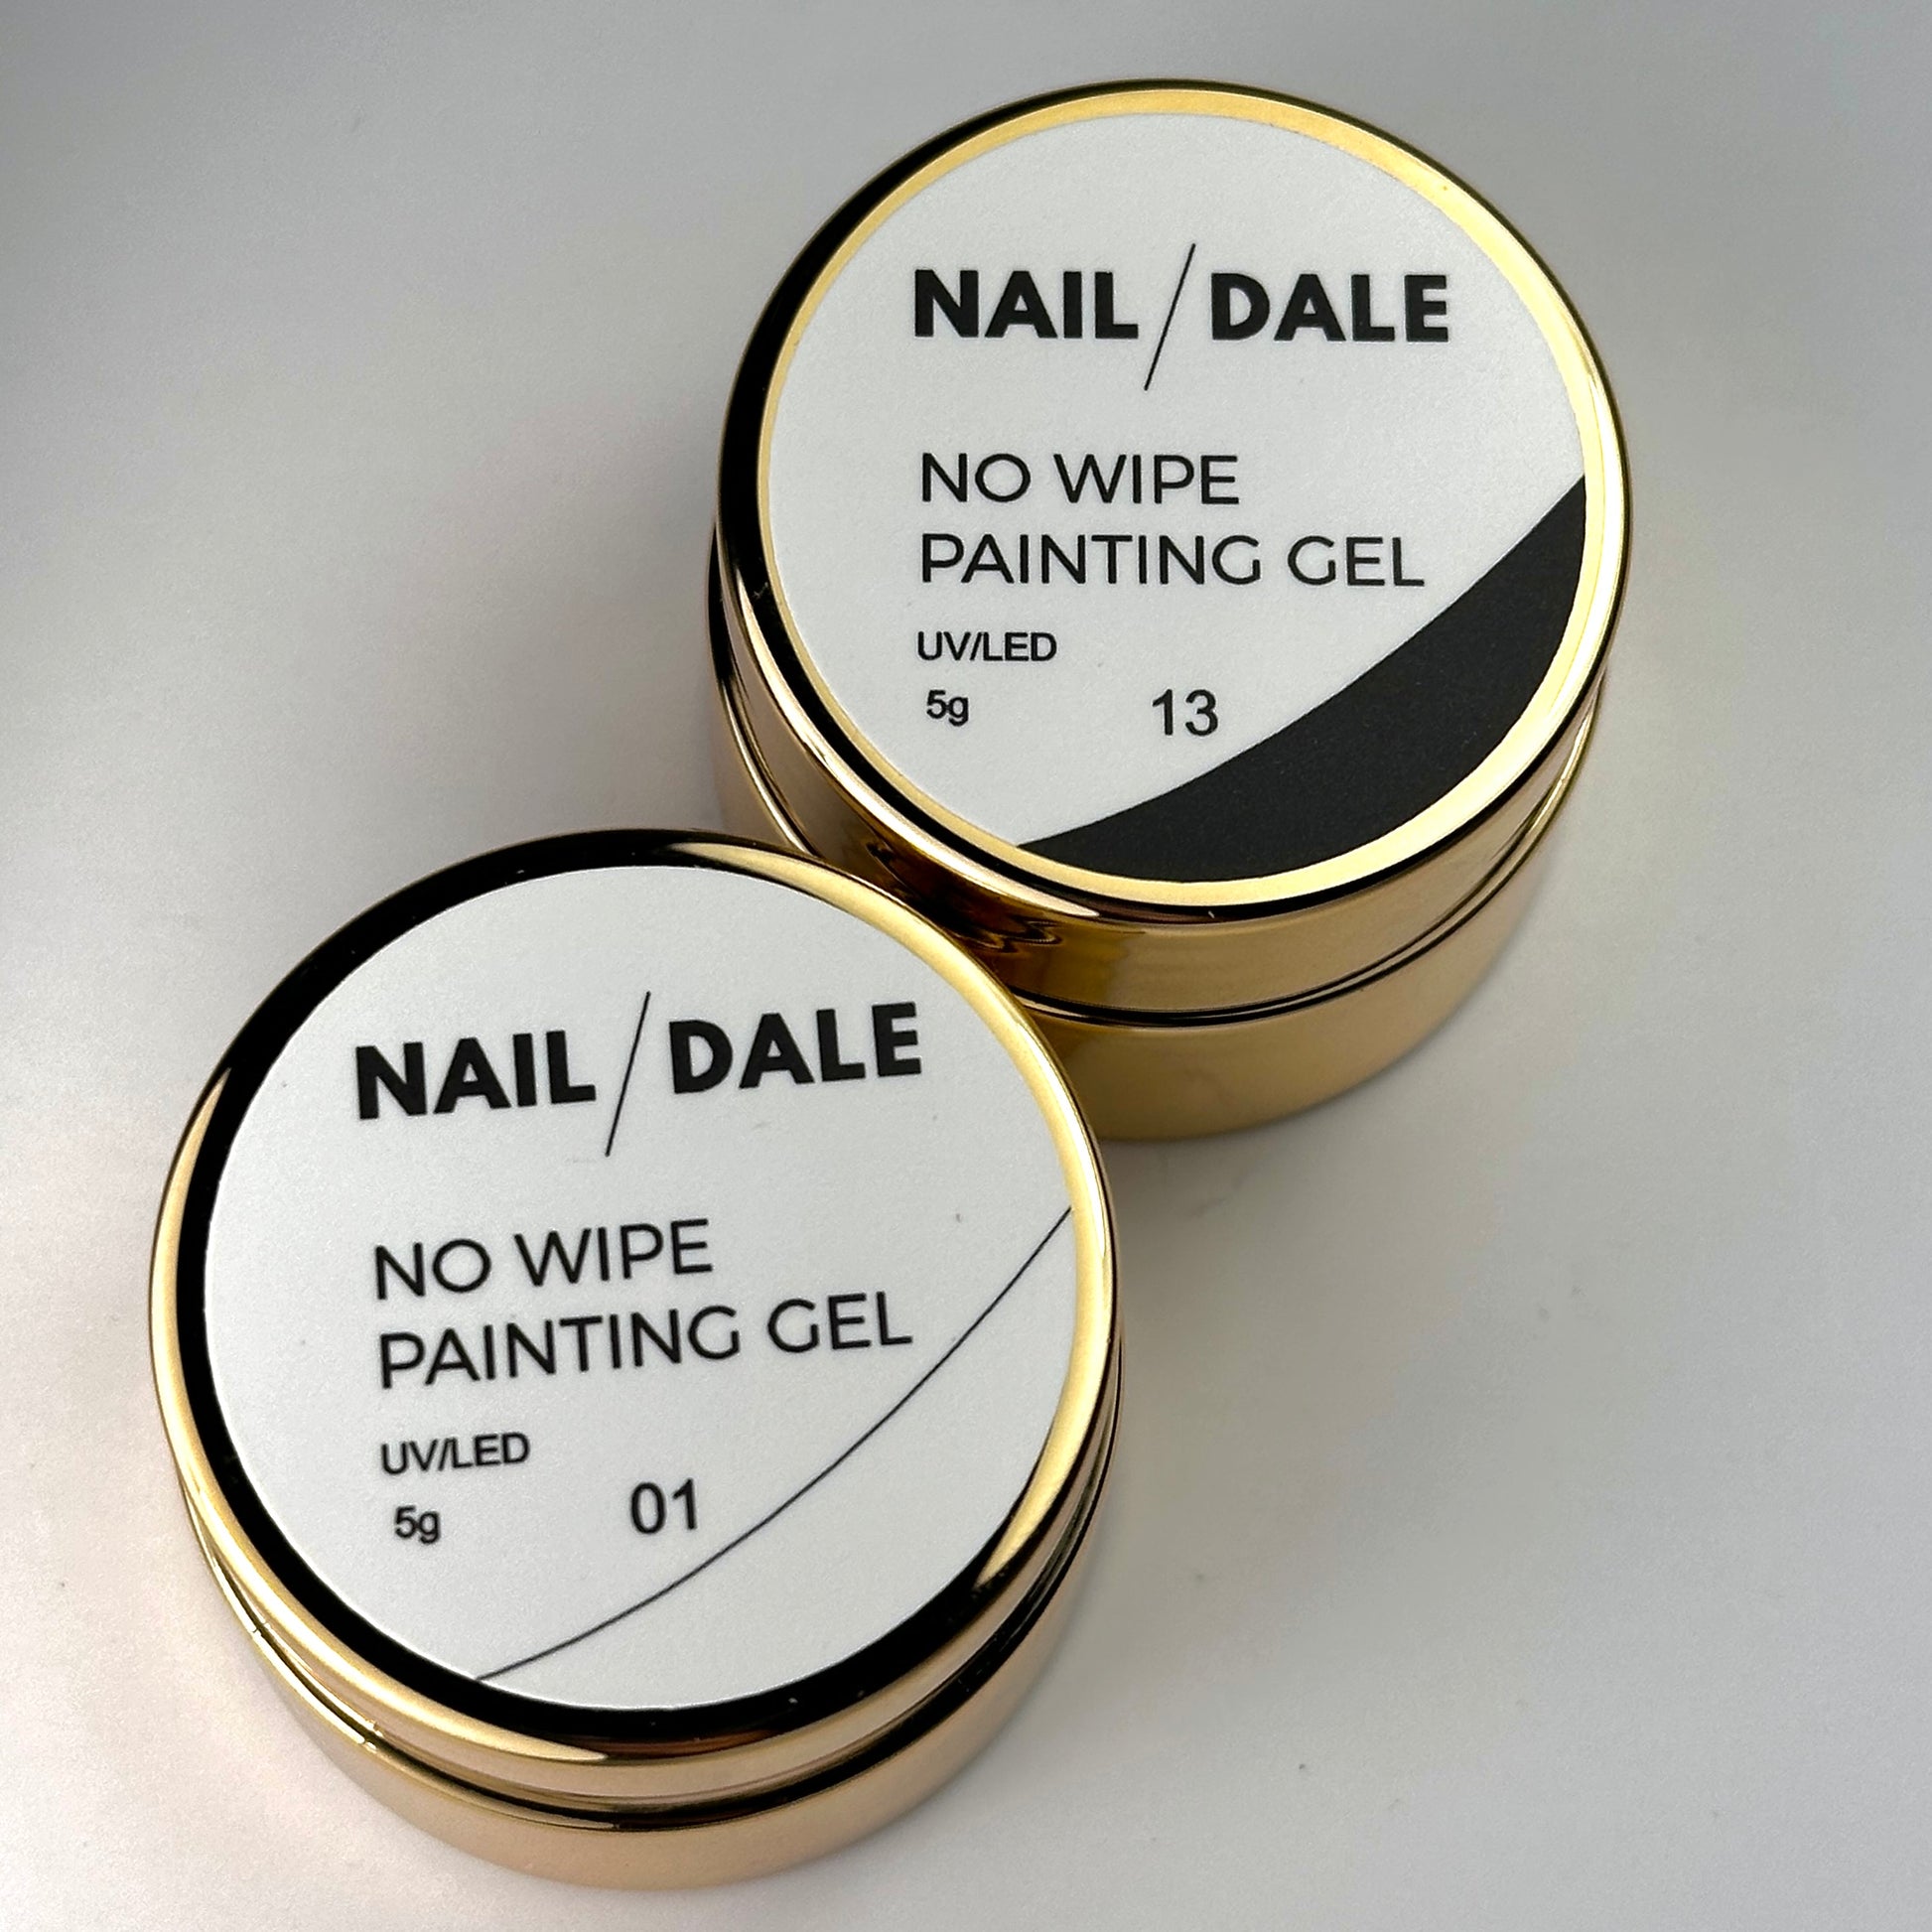 NAIL/DALE
NO WIPE
PAINTING GEL
UV/LED
5g 13
NAIL/DALE
NO WIPE
PAINTING GEL
UV/LED
5g 01